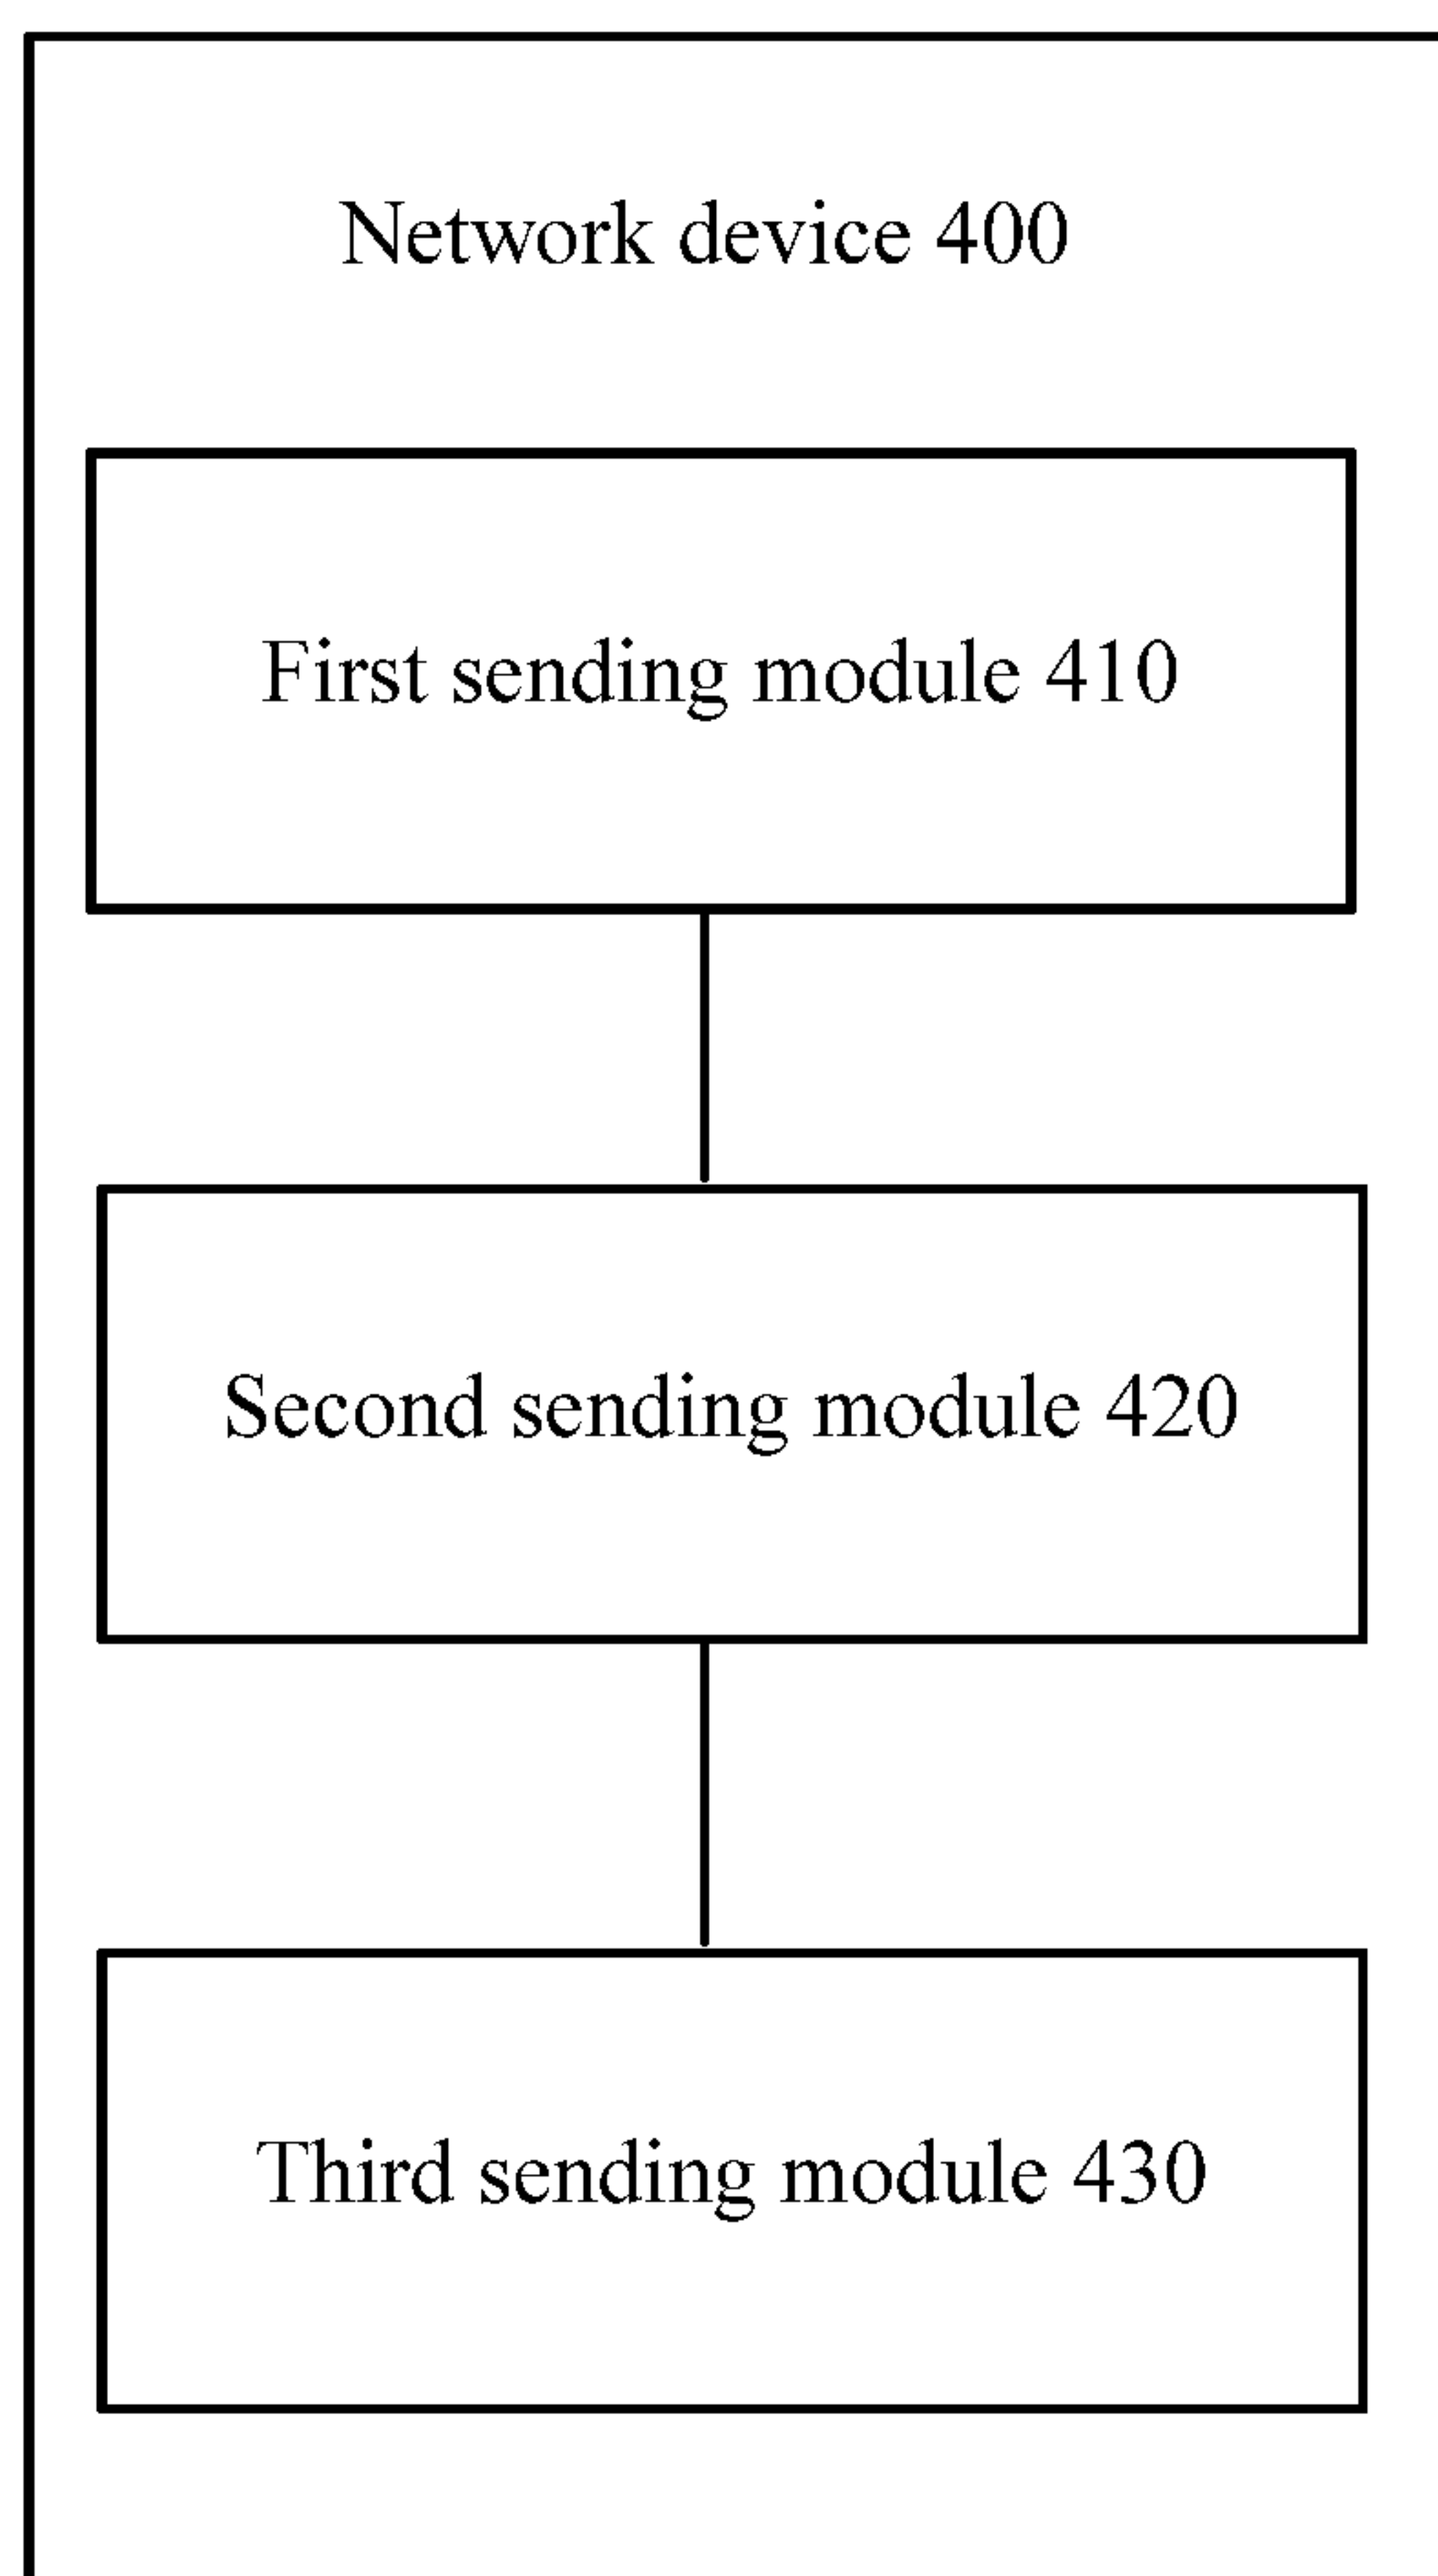 Network device 400
First sending module 410
Second sending module 420
Third sending module 430